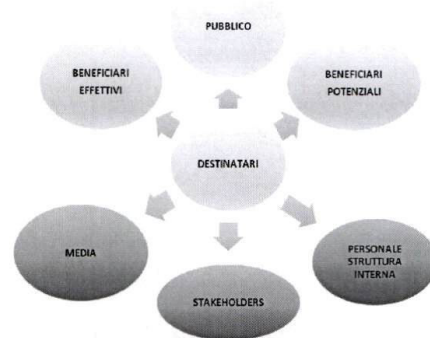 PUBBLICO
BENEFICIARI
EFFETTIVI
BENEFICIARI
POTENZIALI
DESTINATARI
MEDIA
PERSONALE
STRUTTURA
INTERNA
STAKEHOLDERS